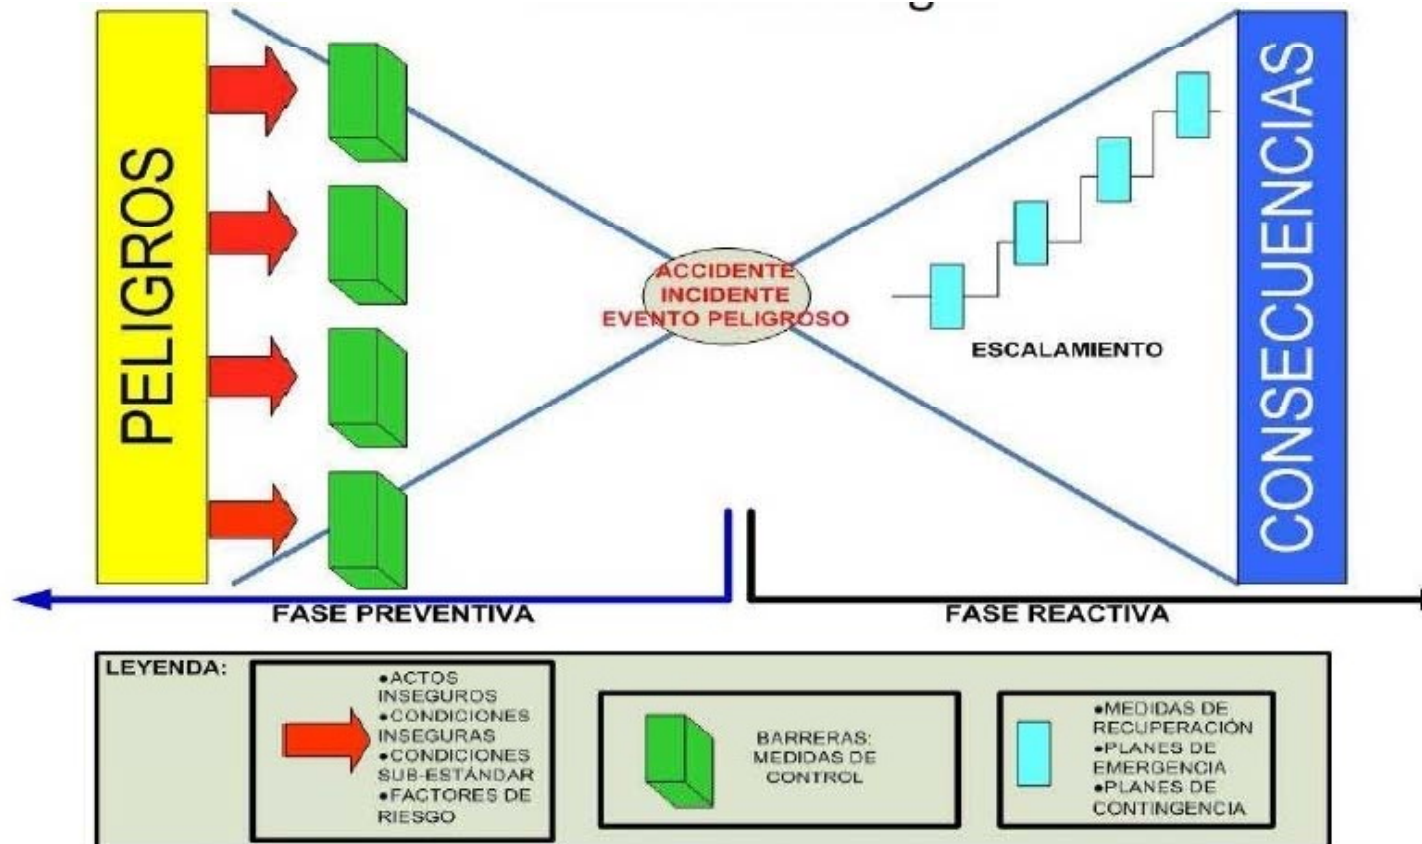 PELIGROS
ACCIDENTE
INCIDENTE
EVENTO PELIGROSO
ESCALAMIENTO
CONSECUENCIAS
FASE PREVENTIVA
FASE REACTIVA
LEYENDA:
●ACTOS
INSEGUROS
●CONDICIONES
INSEGURAS
●CONDICIONES
SUB-ESTÁNDAR
●FACTORES DE
RIESGO
BARRERAS:
MEDIDAS DE
CONTROL
●MEDIDAS DE
RECUPERACIÓN
●PLANES DE
EMERGENCIA
●PLANES DE
CONTINGENCIA